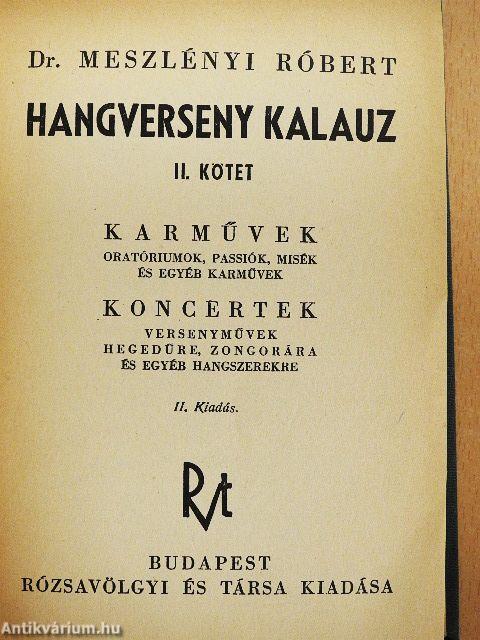 Dr. MESZLÉNYI RÓBERT
HANGVERSENY KALAUZ
II. KÖTET
KARMŰVEK
ORATÓRIUMOK, PASSIÓK, MISÉK
ÉS EGYÉB KARMŰVEK
KONCERTEK
VERSENYMŰVEK
HEGEDŰRE, ZONGORÁRA
ÉS EGYÉB HANGSZEREKRE
II. Kiadás.
Rt
BUDAPEST
RÓZSAVÖLGYI ÉS TÁRSA KIADÁSA
Antikvárium.hu